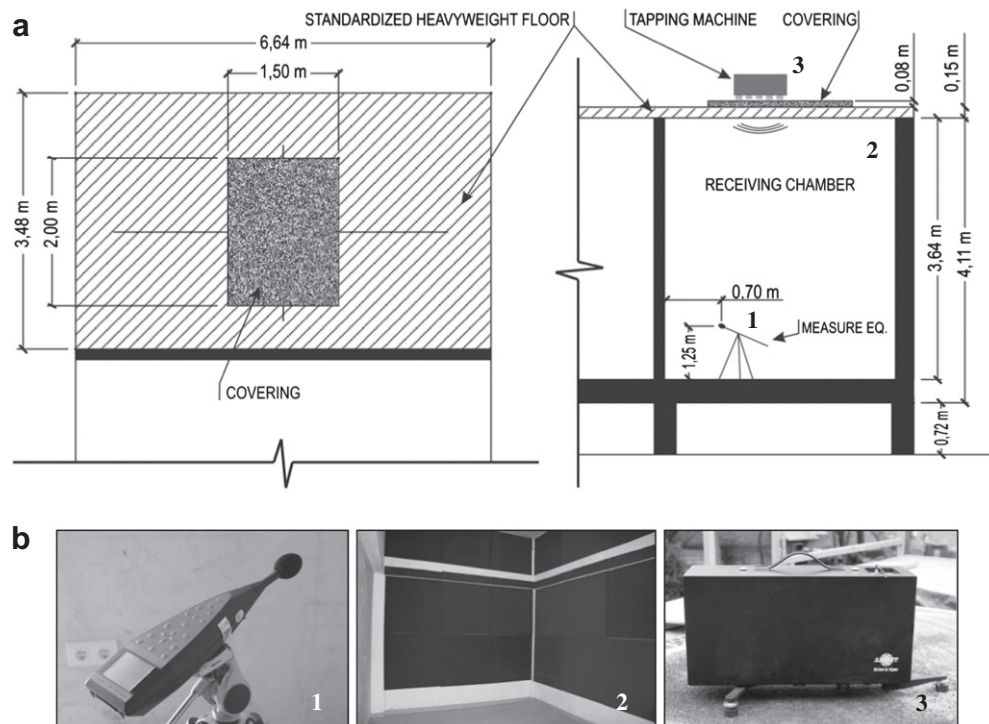 a
STANDARDIZED HEAVYWEIGHT FLOOR
TAPPING MACHINE
COVERING
6,64 m
1,50 m
3,48 m
2,00 m
COVERING
3
0,08 m
0,15 m
2
RECEIVING CHAMBER
3,64 m
4,11 m
0,70 m
1
MEASURE EQ.
1,25 m
0,72 m
b
1
2
3